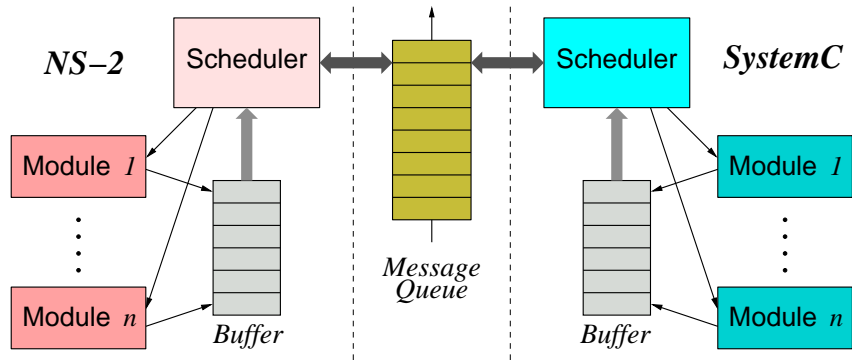 NS-2
Scheduler
Scheduler
SystemC
Module 1
Module 1
Message
Queue
Module n
Buffer
Buffer
Module n